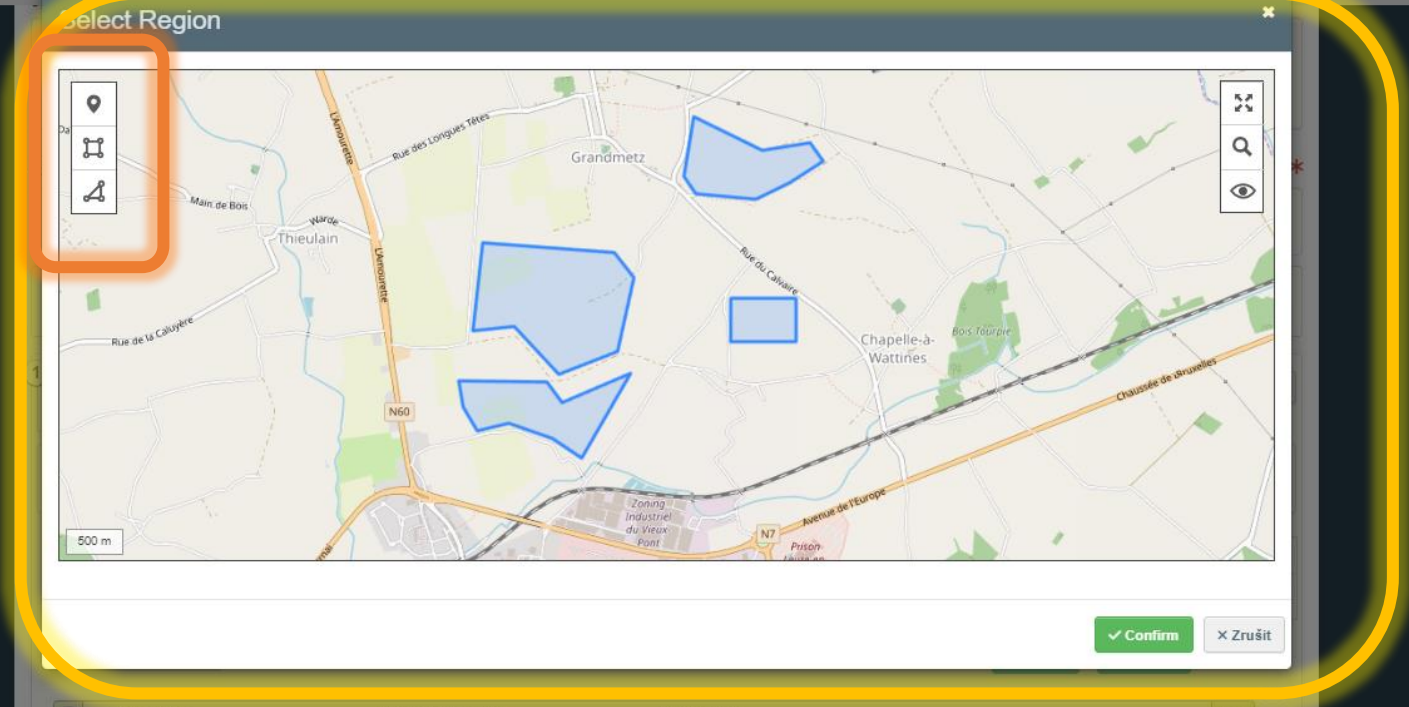 Select Region
L'Amourette
Rue des Longues Têtes
Grandmetz
Main de Bois
Warde
Thieulain
L'Amourette
Rue du Calvaire
Rue de la Caluyère
Chapelle-à-
Wattines
Bois Tourpie
Chaussée de Bruxelles
N60
Avenue de l'Europe
Zoning
Industriel
du Vieux
Pont
N7
Prison
500 m
Confirm
Zrušit